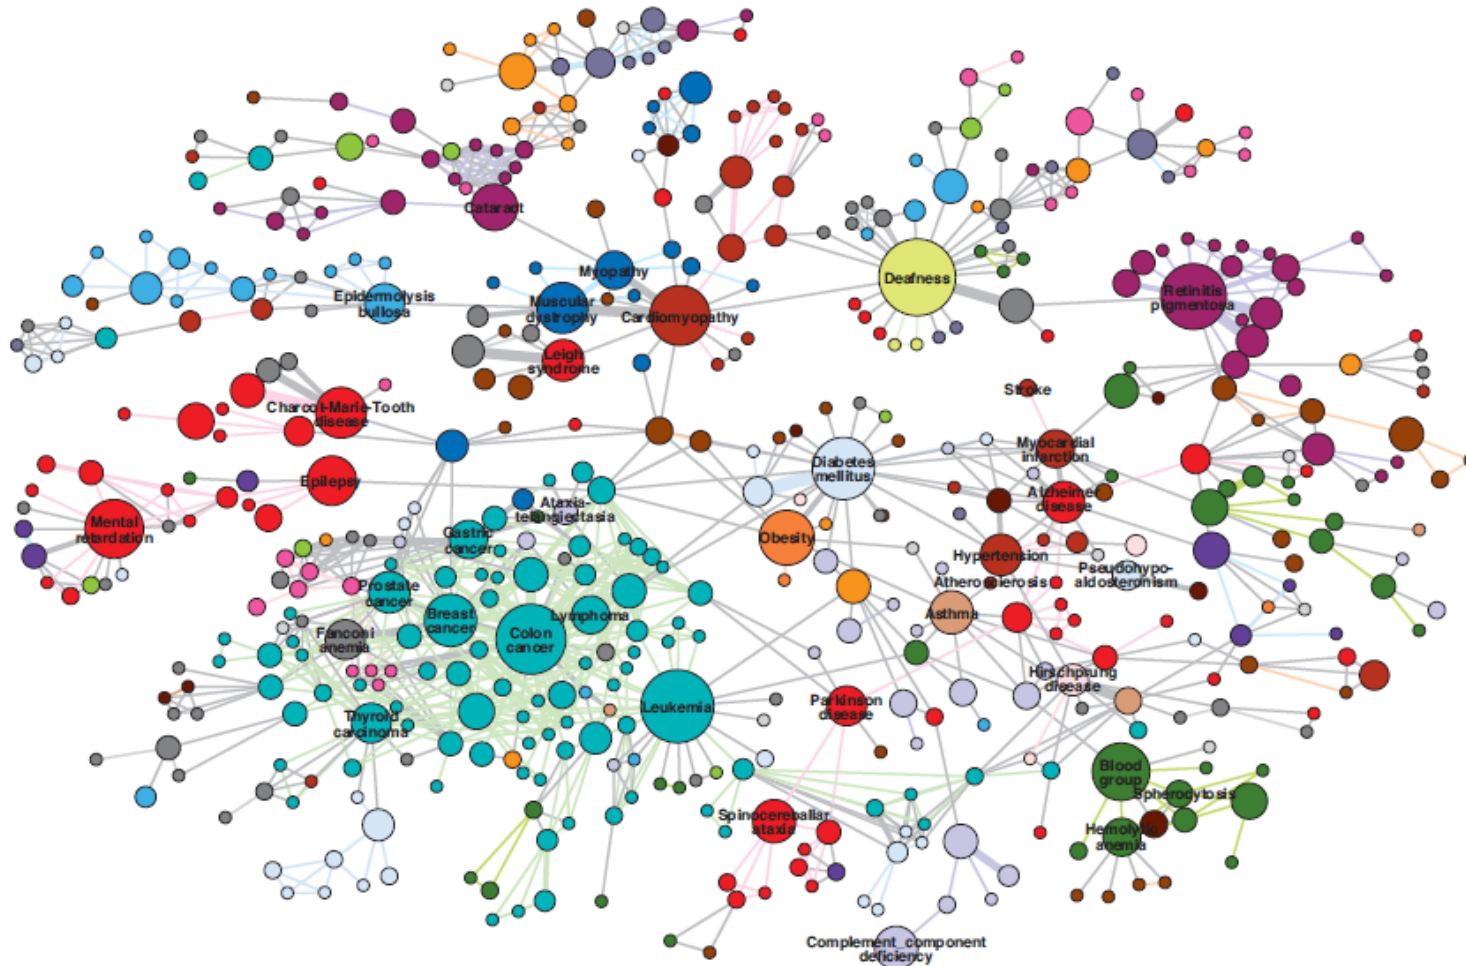 Cataract
Myopathy
Deafness
Retinitis
pigmentosa
Epidermolysis
bullosa
Muscular
dystrophy
Cardiomyopathy
Leigh
syndrome
Stroke
Charcot-Marie-Tooth
disease
Myocardial
infarction
Diabetes
mellitus
Epilepsy
Alzheimer
disease
Ataxia-
telangiectasia
Mental
retardation
Gastric
cancer
Obesity
Hypertension
Pseudohypo-
aldosteronism
Atherosclerosis
Prostate
cancer
Breast
cancer
Lymphoma
Asthma
Fanconi
anemia
Colon
cancer
Hirschprung
disease
Leukemia
Parkinson
disease
Thyroid
carcinoma
Blood
group
Spherocytosis
Spinocereballar
ataxia
Hemolytic
anemia
Complement_component
deficiency